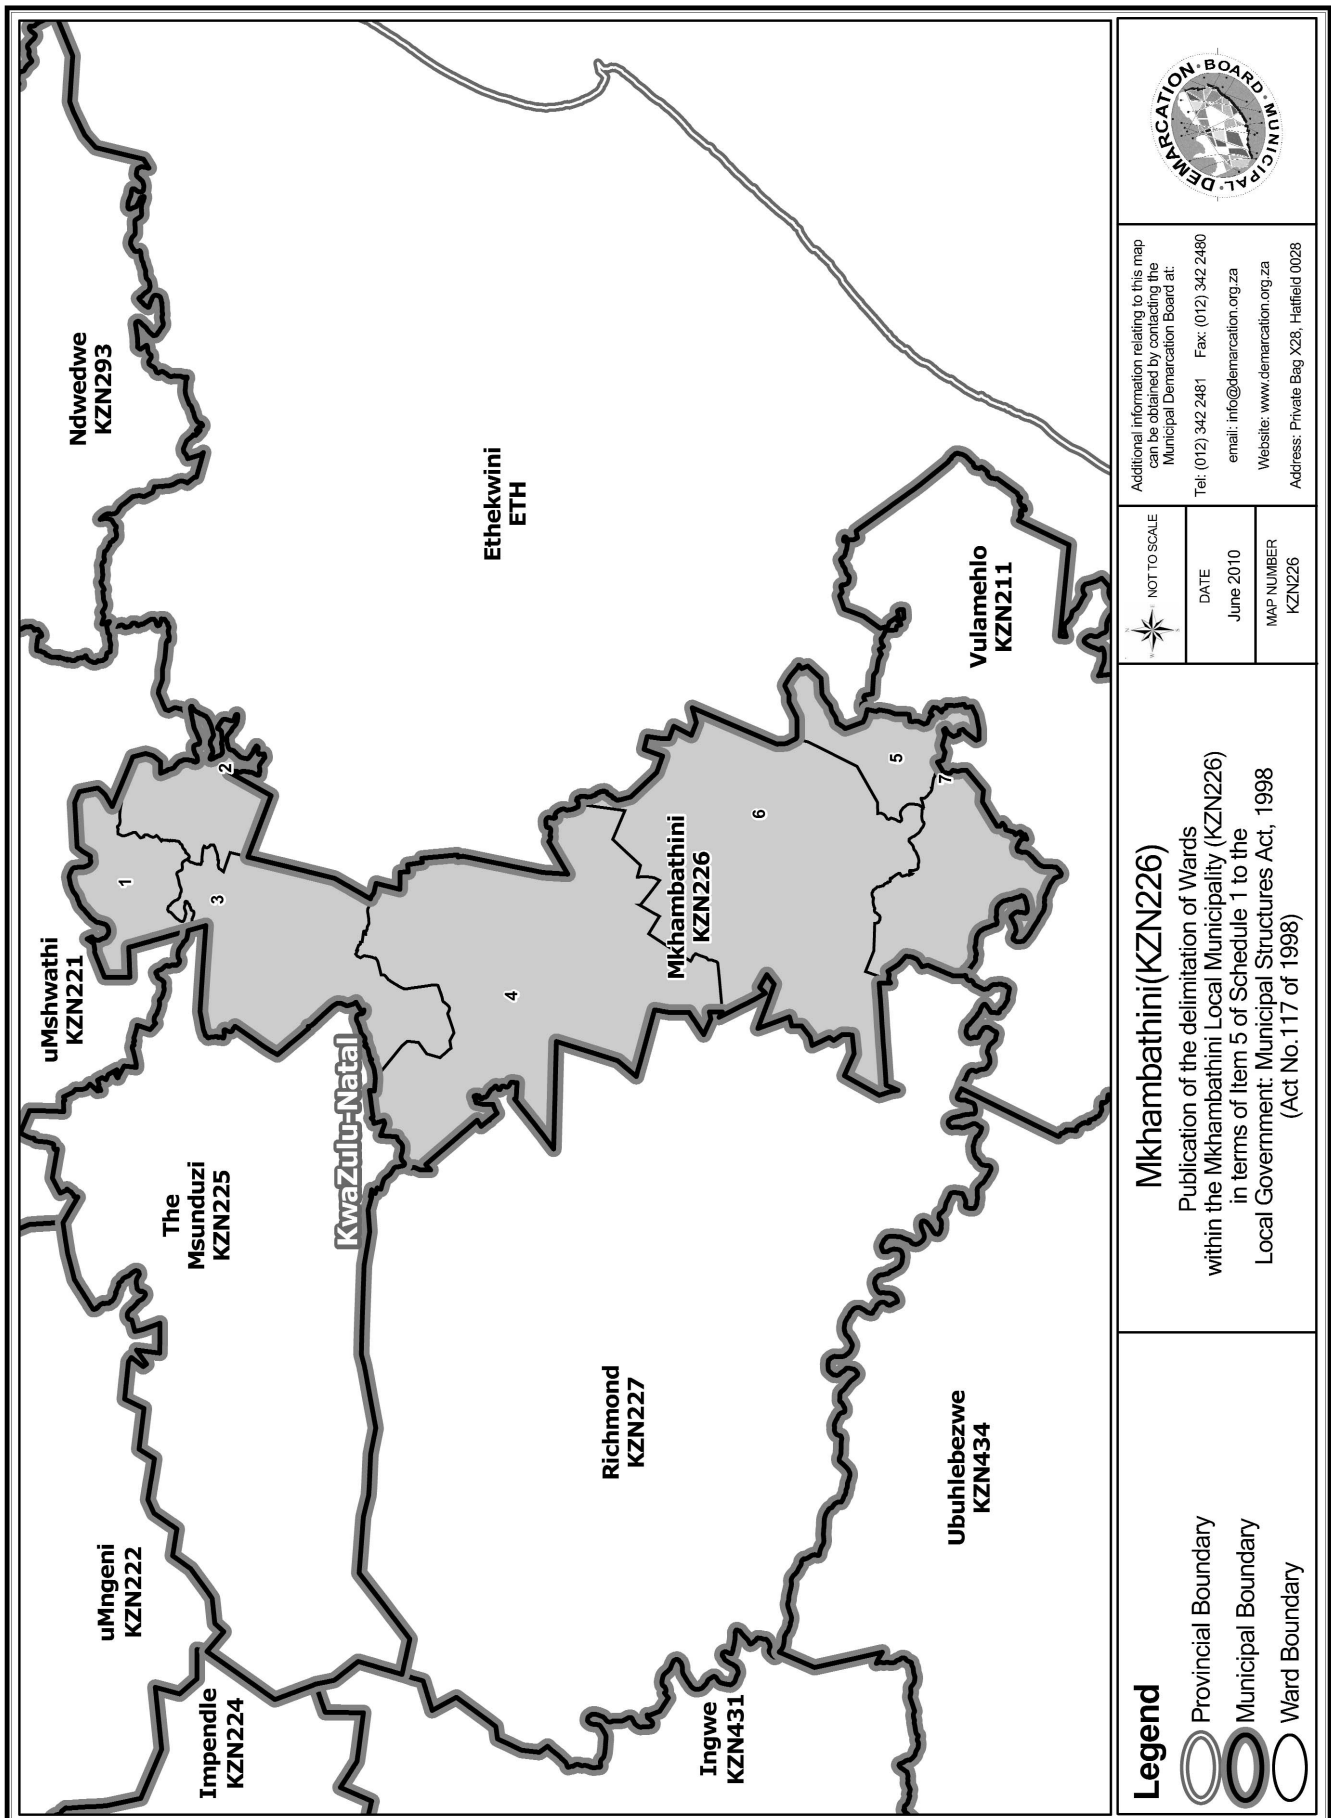 uMngeni
KZN222
Impendle
KZN224
The
Msunduzi
KZN225
uMshwathi
KZN221
Ndwedwe
KZN293
KwaZulu-Natal
1
2
3
4
Ethekwini
ETH
Richmond
KZN227
Mkhambathini
KZN226
6
5
7
Ingwe
KZN431
Ubuhlebezwe
KZN434
Vulamehlo
KZN211
Legend
Provincial Boundary
Municipal Boundary
Ward Boundary
Mkhambathini(KZN226)
Publication of the delimitation of Wards
within the Mkhambathini Local Municipality (KZN226)
in terms of Item 5 of Schedule 1 to the
Local Government: Municipal Structures Act, 1998
(Act No.117 of 1998)
NOT TO SCALE
DATE
June 2010
MAP NUMBER
KZN226
Additional information relating to this map
can be obtained by contacting the
Municipal Demarcation Board at:
Tel: (012) 342 2481 Fax: (012) 342 2480
email: info@demarcation.org.za
Website: www.demarcation.org.za
Address: Private Bag X28, Hatfield 0028
MUNICIPAL · DEMARCATION · BOARD ·